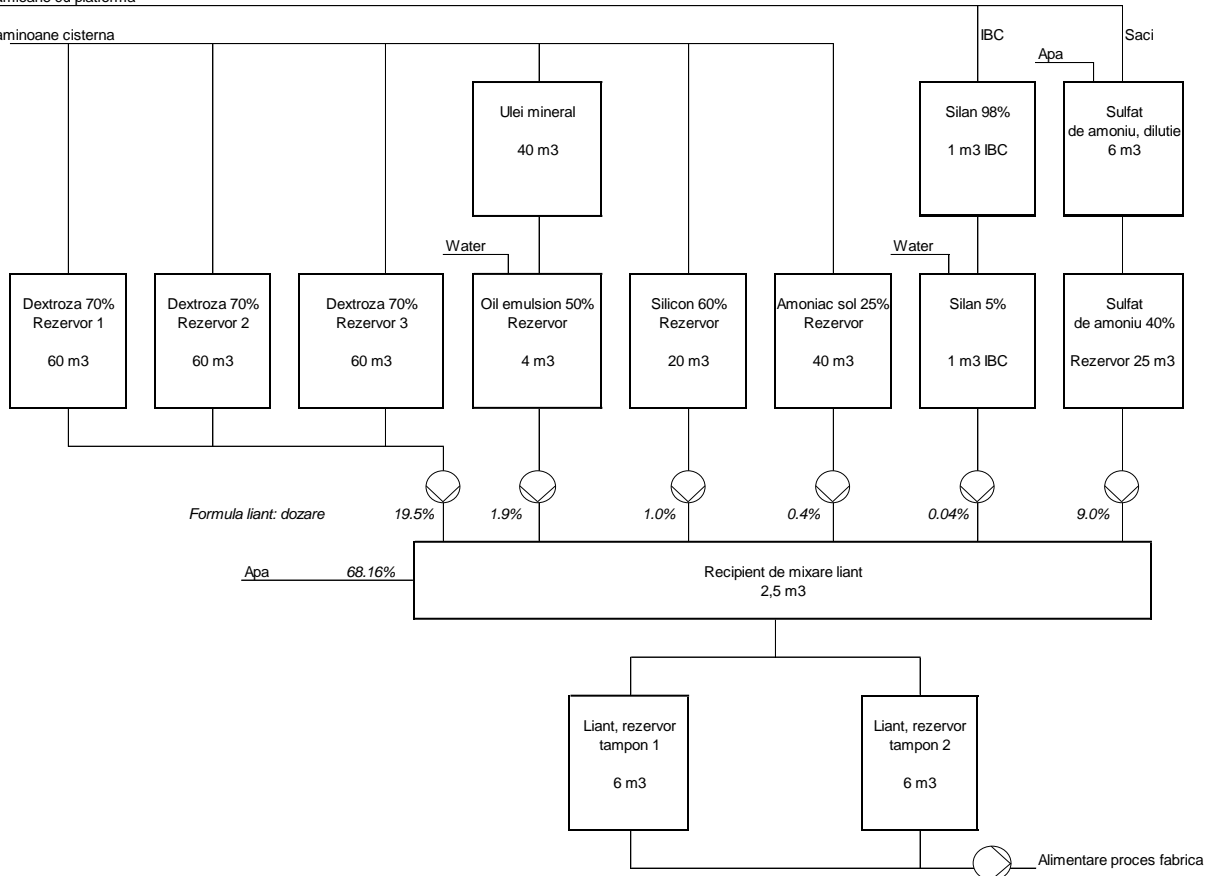 cu platforma
cisterna
IBC
Saci
Apa
Ulei mineral
40 m3
Silan 98%
1 m3 IBC
Sulfat
de amoniu, dilutie
6 m3
Water
Water
Dextroza 70%
Rezervor 1
60 m3
Dextroza 70%
Rezervor 2
60 m3
Dextroza 70%
Rezervor 3
60 m3
Oil emulsion 50%
Rezervor
4 m3
Silicon 60%
Rezervor
20 m3
Amoniac sol 25%
Rezervor
40 m3
Silan 5%
1 m3 IBC
Sulfat
de amoniu 40%
Rezervor 25 m3
Formula liant: dozare 19.5% 1.9% 1.0% 0.4% 0.04% 9.0%
Apa 68.16%
Recipient de mixare liant
2,5 m3
Liant, rezervor
tampon 1
6 m3
Liant, rezervor
tampon 2
6 m3
Alimentare proces fabrica